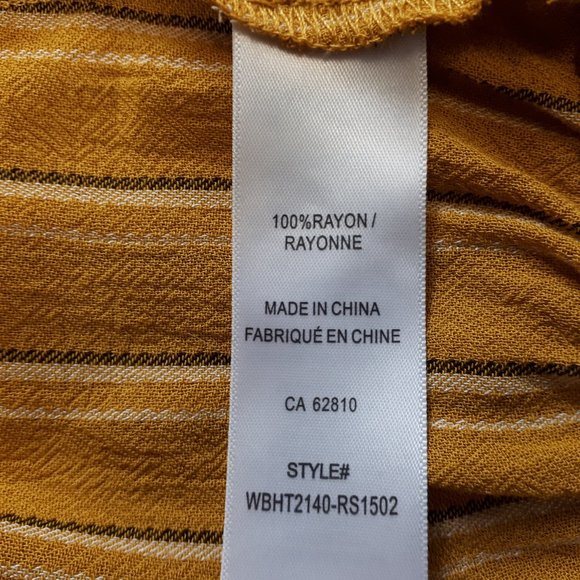 100%RAYON/
RAYONNE
MADE IN CHINA
FABRIQUÉ EN CHINE
CA 62810
STYLE#
WBHT2140-RS1502